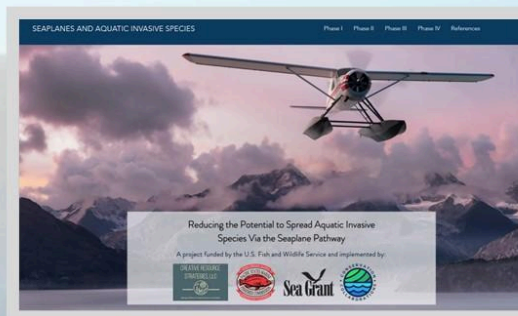 SEAPLANES AND AQUATIC INVASIVE SPECIES
Phase I Phase II Phase III Phase IV References
Reducing the Potential to Spread Aquatic Invasive
Species Via the Seaplane Pathway
A project funded by the U.S. Fish and Wildlife Service and implemented by:
CREATIVE RESOURCE
STRATEGIES, LLC
Sea Grant